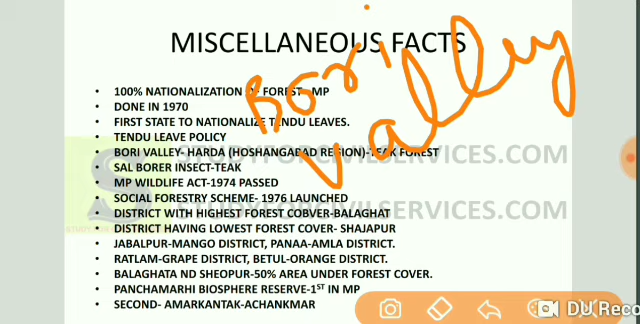 MISCELLANEOUS FACTS
Bori
valley
• 100% NATIONALIZATION OF FOREST- MP
• DONE IN 1970
• FIRST STATE TO NATIONALIZE TENDU LEAVES.
• TENDU LEAVE POLICY
• BORI VALLEY- HARDA (HOSHANGABAD REGION)-TEAK FOREST
• SAL BORER INSECT-TEAK
• MP WILDLIFE ACT-1974 PASSED
• SOCIAL FORESTRY SCHEME- 1976 LAUNCHED
• DISTRICT WITH HIGHEST FOREST COBVER-BALAGHAT
• DISTRICT HAVING LOWEST FOREST COVER- SHAJAPUR
• JABALPUR-MANGO DISTRICT, PANAA-AMLA DISTRICT.
• RATLAM-GRAPE DISTRICT, BETUL-ORANGE DISTRICT.
• BALAGHATA ND SHEOPUR-50% AREA UNDER FOREST COVER.
• PANCHAMARHI BIOSPHERE RESERVE-1ST IN MP
• SECOND- AMARKANTAK-ACHANKMAR
STUDYFORCIVILSERVICES.COM
STUDYFORCIVILSERVICES.COM
DU Reco